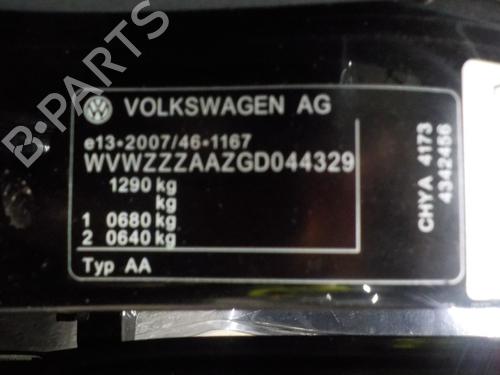 VOLKSWAGEN AG
e13*2007/46*1167
WVWZZZAAZGD044329
1290 kg
kg
1 0680 kg
2 0640 kg
Typ AA
CHYA 4173
4342456
B-PARTS